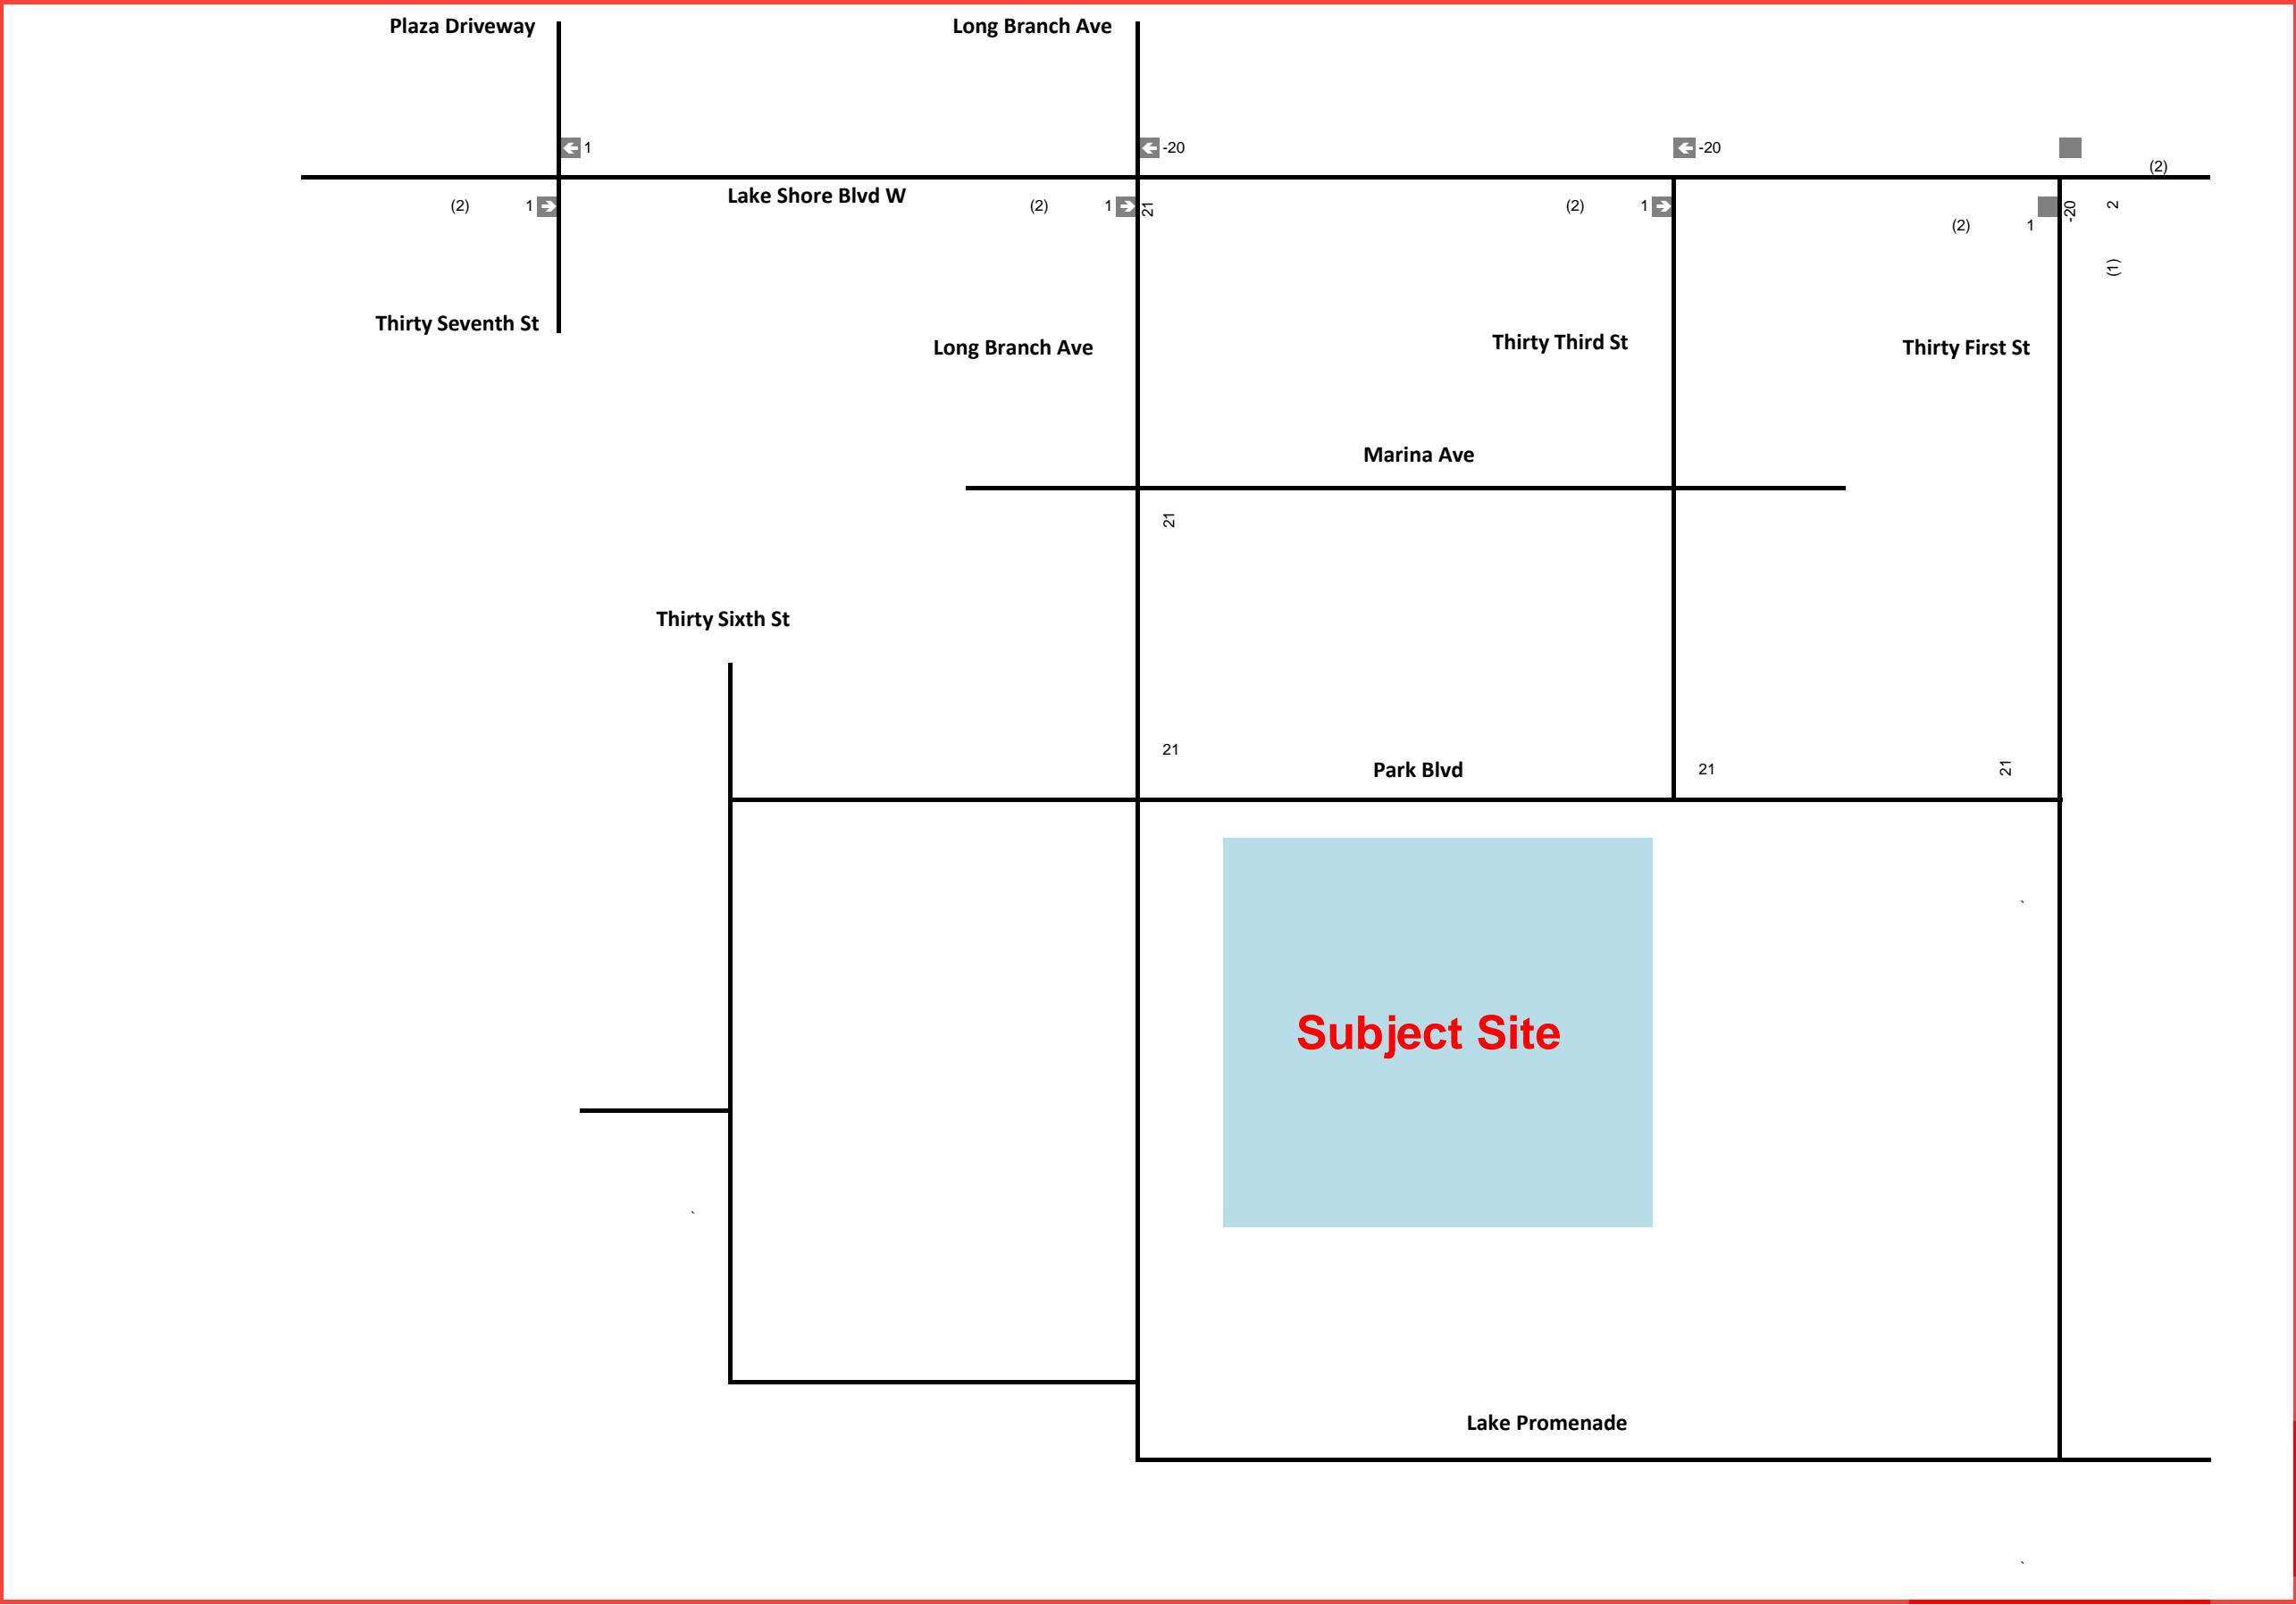 Plaza Driveway
Long Branch Ave
1
-20
-20
(2)
(2)
1
Lake Shore Blvd W
(2)
1
21
(2)
1
(2)
1
-20
2
(1)
Thirty Seventh St
Long Branch Ave
Thirty Third St
Thirty First St
Marina Ave
21
Thirty Sixth St
21
Park Blvd
21
21
`
Subject Site
`
Lake Promenade
`